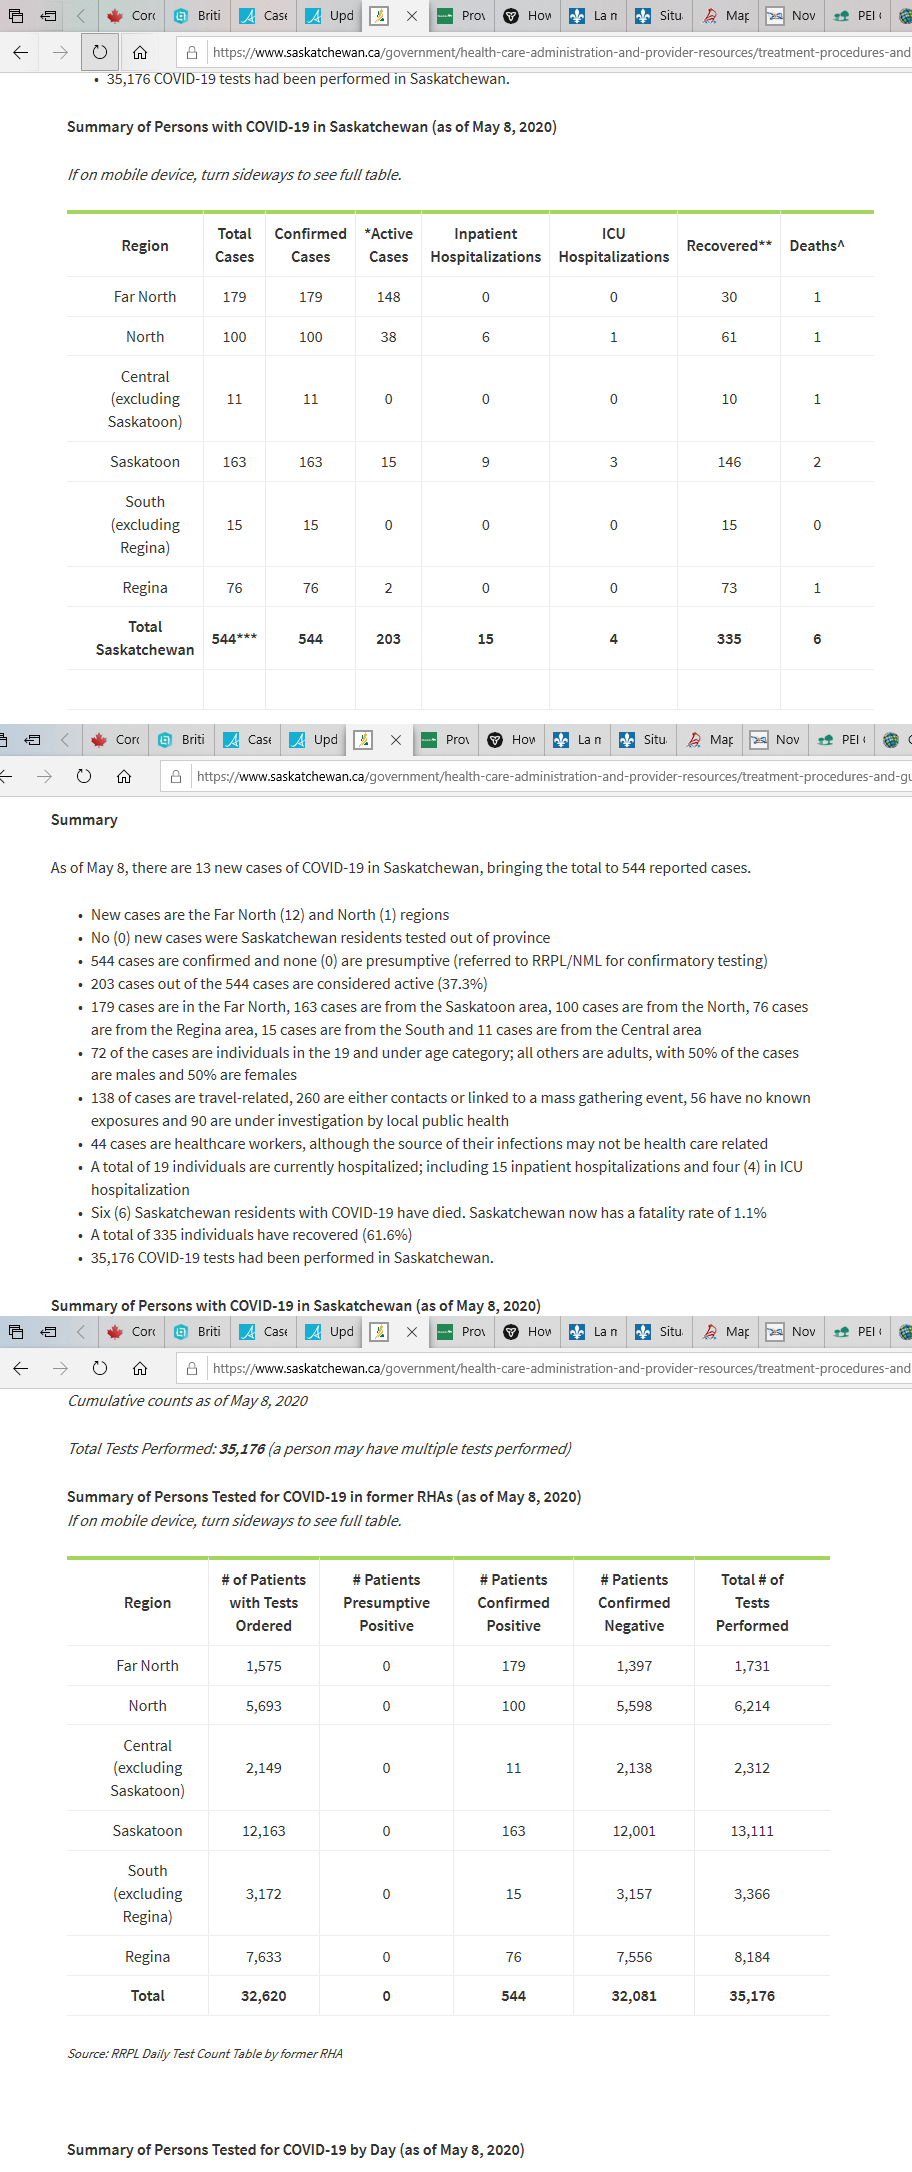 Corc
Briti
Case
Upd
Prov
How
La n
Situ
Map
Nov
PEI
https://www.saskatchewan.ca/government/health-care-administration-and-provider-resources/treatment-procedures-and
• 35,176 COVID-19 tests had been performed in Saskatchewan.
Summary of Persons with COVID-19 in Saskatchewan (as of May 8, 2020)
If on mobile device, turn sideways to see full table.
Region Total Cases Confirmed Cases *Active Cases Inpatient Hospitalizations ICU Hospitalizations Recovered** Deaths^
Far North 179 179 148 0 0 30 1
North 100 100 38 6 1 61 1
Central (excluding Saskatoon) 11 11 0 0 0 10 1
Saskatoon 163 163 15 9 3 146 2
South (excluding Regina) 15 15 0 0 0 15 0
Regina 76 76 2 0 0 73 1
Total Saskatchewan 544*** 544 203 15 4 335 6
Corc
Briti
Case
Upd
Prov
How
La n
Situ
Map
Nov
PEI
https://www.saskatchewan.ca/government/health-care-administration-and-provider-resources/treatment-procedures-and-gu
Summary
As of May 8, there are 13 new cases of COVID-19 in Saskatchewan, bringing the total to 544 reported cases.
• New cases are the Far North (12) and North (1) regions
• No (0) new cases were Saskatchewan residents tested out of province
• 544 cases are confirmed and none (0) are presumptive (referred to RRPL/NML for confirmatory testing)
• 203 cases out of the 544 cases are considered active (37.3%)
• 179 cases are in the Far North, 163 cases are from the Saskatoon area, 100 cases are from the North, 76 cases
are from the Regina area, 15 cases are from the South and 11 cases are from the Central area
• 72 of the cases are individuals in the 19 and under age category; all others are adults, with 50% of the cases
are males and 50% are females
• 138 of cases are travel-related, 260 are either contacts or linked to a mass gathering event, 56 have no known
exposures and 90 are under investigation by local public health
• 44 cases are healthcare workers, although the source of their infections may not be health care related
• A total of 19 individuals are currently hospitalized; including 15 inpatient hospitalizations and four (4) in ICU
hospitalization
• Six (6) Saskatchewan residents with COVID-19 have died. Saskatchewan now has a fatality rate of 1.1%
• A total of 335 individuals have recovered (61.6%)
• 35,176 COVID-19 tests had been performed in Saskatchewan.
Summary of Persons with COVID-19 in Saskatchewan (as of May 8, 2020)
Corc
Briti
Case
Upd
Prov
How
La n
Situ
Map
Nov
PEI
https://www.saskatchewan.ca/government/health-care-administration-and-provider-resources/treatment-procedures-and
Cumulative counts as of May 8, 2020
Total Tests Performed: 35,176 (a person may have multiple tests performed)
Summary of Persons Tested for COVID-19 in former RHAs (as of May 8, 2020)
If on mobile device, turn sideways to see full table.
Region # of Patients with Tests Ordered # Patients Presumptive Positive # Patients Confirmed Positive # Patients Confirmed Negative Total # of Tests Performed
Far North 1,575 0 179 1,397 1,731
North 5,693 0 100 5,598 6,214
Central (excluding Saskatoon) 2,149 0 11 2,138 2,312
Saskatoon 12,163 0 163 12,001 13,111
South (excluding Regina) 3,172 0 15 3,157 3,366
Regina 7,633 0 76 7,556 8,184
Total 32,620 0 544 32,081 35,176
Source: RRPL Daily Test Count Table by former RHA
Summary of Persons Tested for COVID-19 by Day (as of May 8, 2020)